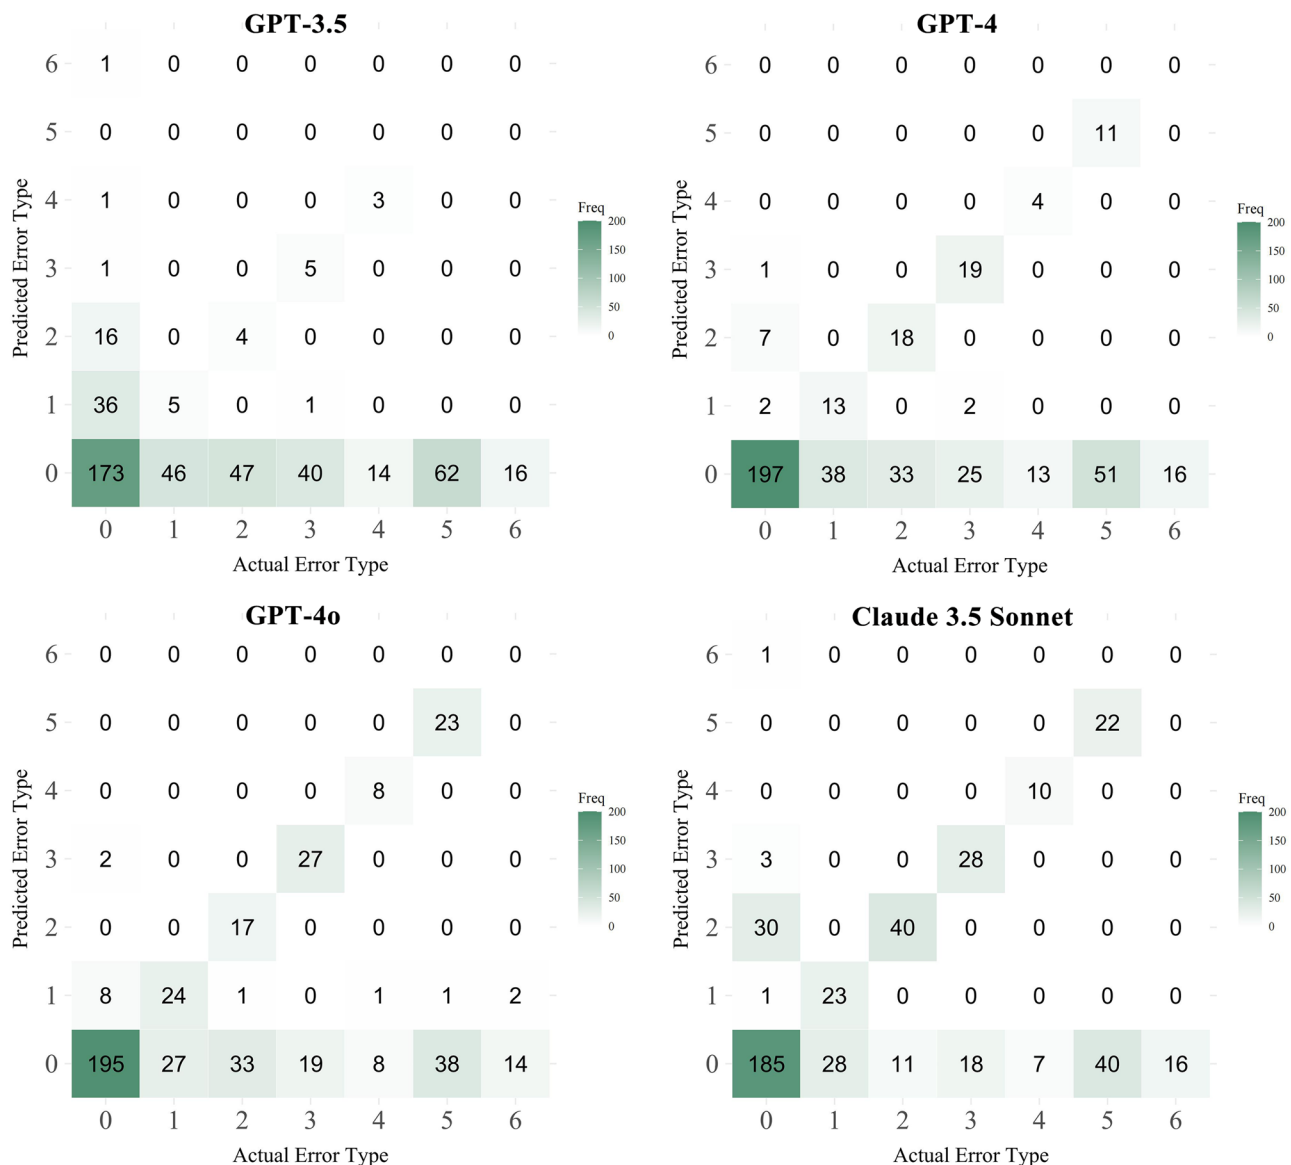 GPT-3.5
6 1 0 0 0 0 0 0
5 0 0 0 0 0 0 0
4 1 0 0 0 3 0 0
3 1 0 0 5 0 0 0
2 16 0 4 0 0 0 0
1 36 5 0 1 0 0 0
0 173 46 47 40 14 62 16
0 1 2 3 4 5 6
Actual Error Type
Predicted Error Type
Freq
200
150
100
50
0
GPT-4
6 0 0 0 0 0 0 0
5 0 0 0 0 0 11 0
4 0 0 0 0 4 0 0
3 1 0 0 19 0 0 0
2 7 0 18 0 0 0 0
1 2 13 0 2 0 0 0
0 197 38 33 25 13 51 16
0 1 2 3 4 5 6
Actual Error Type
Predicted Error Type
Freq
200
150
100
50
0
GPT-4o
6 0 0 0 0 0 0 0
5 0 0 0 0 0 23 0
4 0 0 0 0 8 0 0
3 2 0 0 27 0 0 0
2 0 0 17 0 0 0 0
1 8 24 1 0 1 1 2
0 195 27 33 19 8 38 14
0 1 2 3 4 5 6
Actual Error Type
Predicted Error Type
Freq
200
150
100
50
0
Claude 3.5 Sonnet
6 1 0 0 0 0 0 0
5 0 0 0 0 0 22 0
4 0 0 0 0 10 0 0
3 3 0 0 28 0 0 0
2 30 0 40 0 0 0 0
1 1 23 0 0 0 0 0
0 185 28 11 18 7 40 16
0 1 2 3 4 5 6
Actual Error Type
Predicted Error Type
Freq
200
150
100
50
0